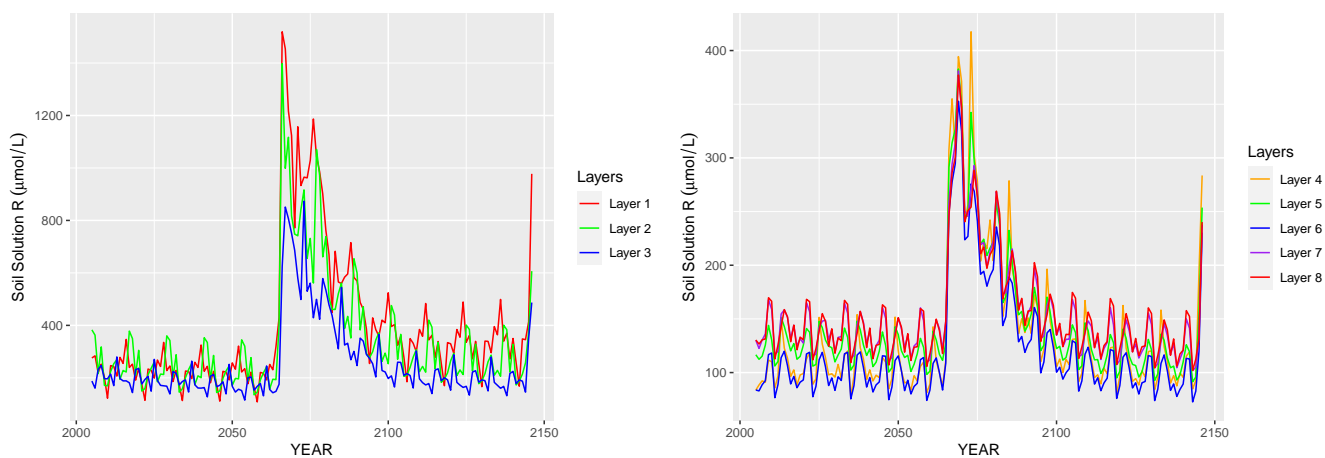 Soil Solution R (μmol/L)
1200
800
400
2000
2050
2100
2150
YEAR
Layers
Layer 1
Layer 2
Layer 3
Soil Solution R (μmol/L)
400
300
200
100
2000
2050
2100
2150
YEAR
Layers
Layer 4
Layer 5
Layer 6
Layer 7
Layer 8